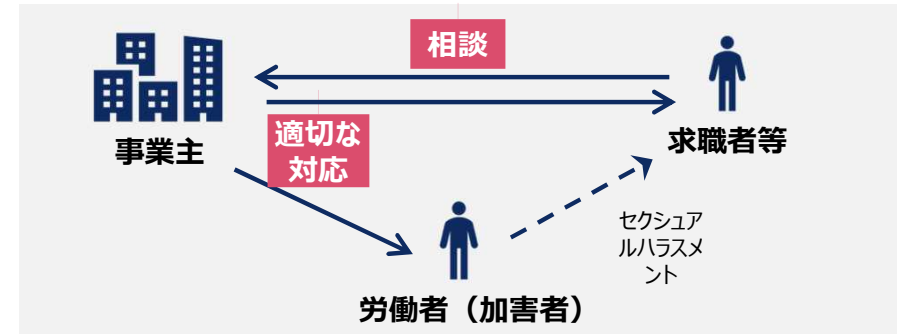 相談
事業主
適切な
対応
求職者等
セクシュア
ルハラスメ
ント
労働者（加害者）